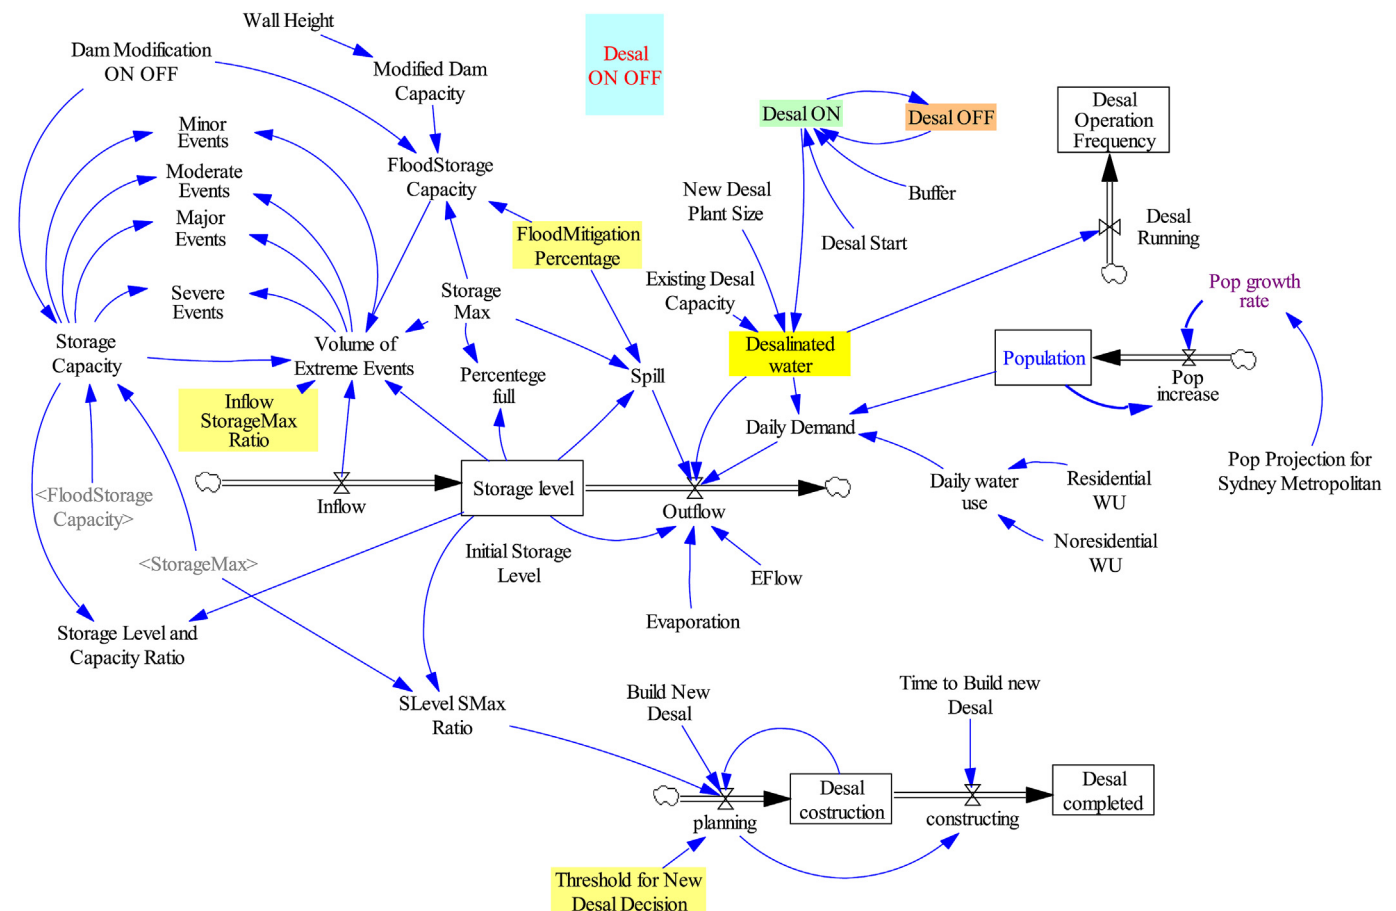 Wall Height
Dam Modification
ON OFF
Modified Dam
Capacity
Desal
ON OFF
Minor
Events
Moderate
Events
Major
Events
Severe
Events
FloodStorage
Capacity
FloodMitigation
Percentage
Storage
Max
Storage
Capacity
Volume of
Extreme Events
Percentege
full
Spill
Inflow
StorageMax
Ratio
Desal ON
Desal OFF
Buffer
Desal Start
New Desal
Plant Size
Existing Desal
Capacity
Desalinated
water
Desal
Operation
Frequency
Desal
Running
Pop growth
rate
Population
Pop
increase
Daily Demand
Pop Projection for
Sydney Metropolitan
Daily water
use
Residential
WU
Noresidential
WU
<FloodStorage
Capacity>
Inflow
Storage level
Outflow
Initial Storage
Level
EFlow
Evaporation
<StorageMax>
Storage Level and
Capacity Ratio
SLevel SMax
Ratio
Build New
Desal
Time to Build new
Desal
planning
Desal
costruction
constructing
Desal
completed
Threshold for New
Desal Decision